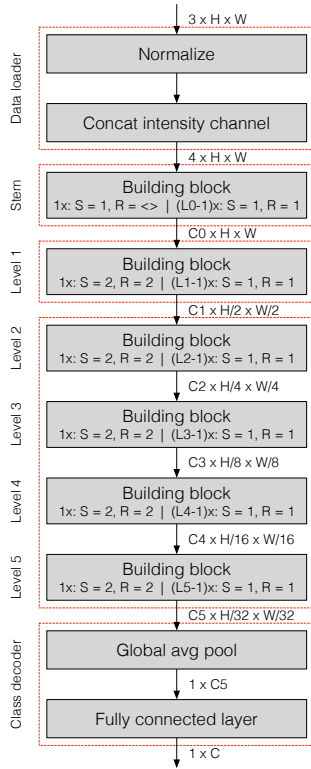 3 x H x W
Data loader
Normalize
Concat intensity channel
4 x H x W
Stem
Building block
1x: S = 1, R = <> | (L0-1)x: S = 1, R = 1
C0 x H x W
Level 1
Building block
1x: S = 2, R = 2 | (L1-1)x: S = 1, R = 1
C1 x H/2 x W/2
Level 2
Building block
1x: S = 2, R = 2 | (L2-1)x: S = 1, R = 1
C2 x H/4 x W/4
Level 3
Building block
1x: S = 2, R = 2 | (L3-1)x: S = 1, R = 1
C3 x H/8 x W/8
Level 4
Building block
1x: S = 2, R = 2 | (L4-1)x: S = 1, R = 1
C4 x H/16 x W/16
Level 5
Building block
1x: S = 2, R = 2 | (L5-1)x: S = 1, R = 1
C5 x H/32 x W/32
Class decoder
Global avg pool
1 x C5
Fully connected layer
1 x C